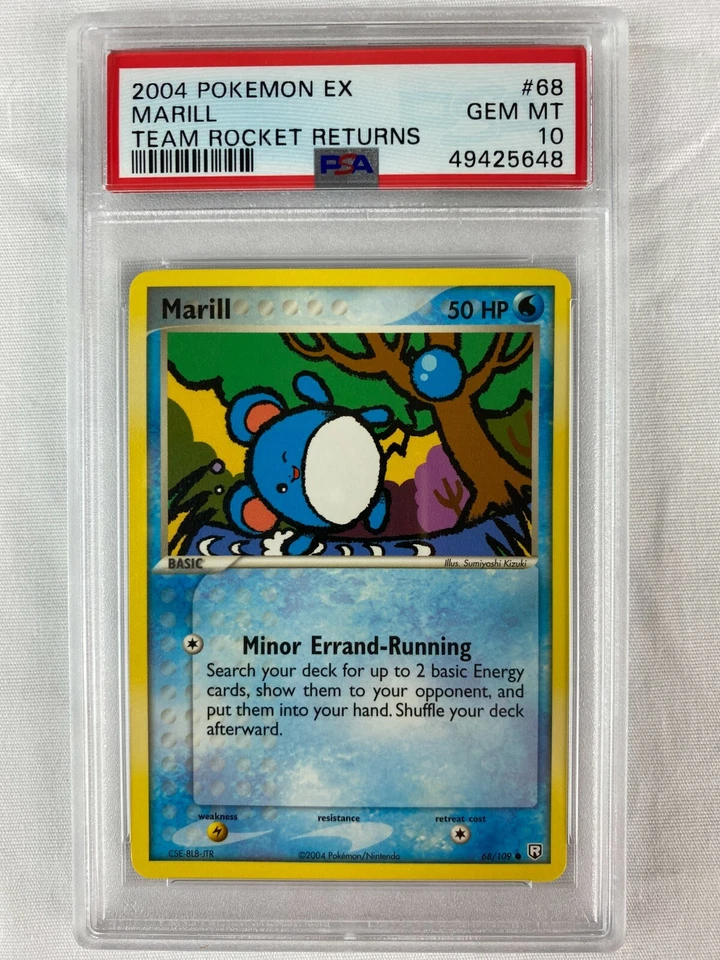 2004 POKEMON EX #68
MARILL GEM MT
TEAM ROCKET RETURNS 10
PSA 49425648
Marill 50 HP
BASIC Illus. Sumiyoshi Kizuki
Minor Errand-Running
Search your deck for up to 2 basic Energy
cards, show them to your opponent, and
put them into your hand. Shuffle your deck
afterward.
weakness resistance retreat cost
CSE-BLB-JTR ©2004 Pokémon/Nintendo 68/109 R